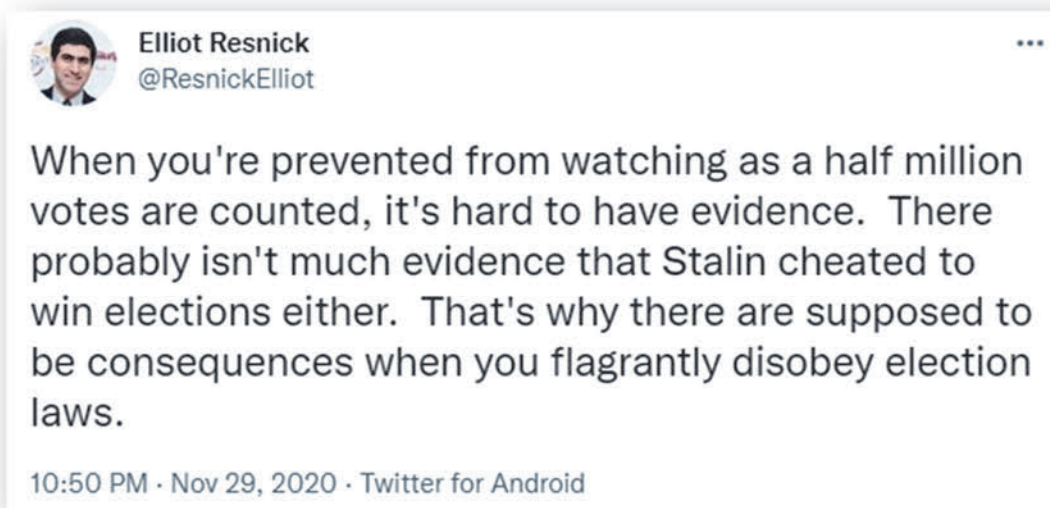 Elliot Resnick
@ResnickElliot
When you're prevented from watching as a half million
votes are counted, it's hard to have evidence.  There
probably isn't much evidence that Stalin cheated to
win elections either.  That's why there are supposed to
be consequences when you flagrantly disobey election
laws.
10:50 PM · Nov 29, 2020 · Twitter for Android